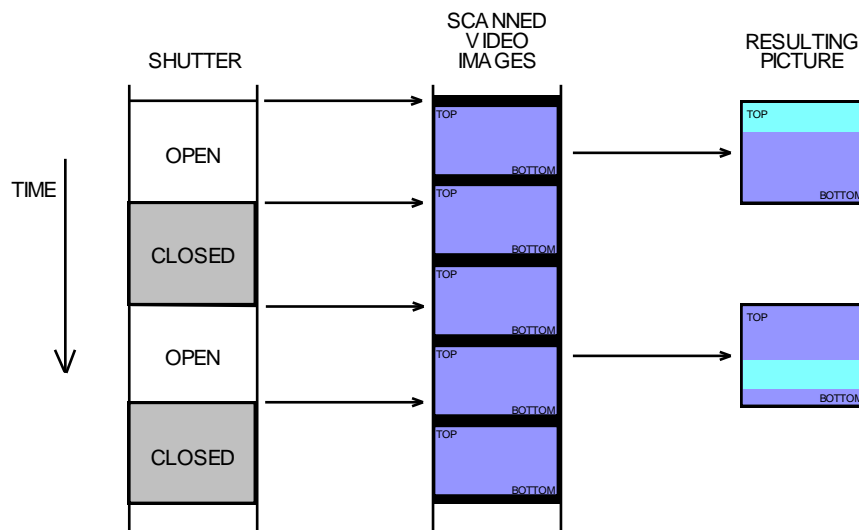 SHUTTER
SCANNED
VIDEO
IMAGES
RESULTING
PICTURE
TIME
OPEN
CLOSED
OPEN
CLOSED
TOP
BOTTOM
TOP
BOTTOM
TOP
BOTTOM
TOP
BOTTOM
TOP
BOTTOM
TOP
BOTTOM
TOP
BOTTOM